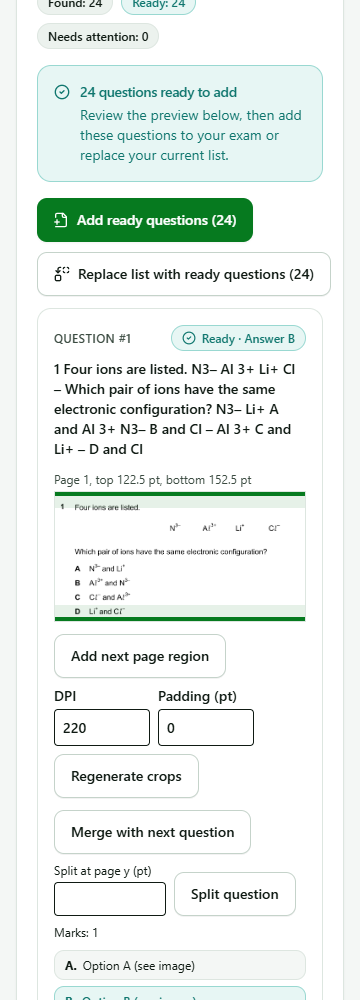 Found: 24
Ready: 24
Needs attention: 0
24 questions ready to add
Review the preview below, then add
these questions to your exam or
replace your current list.
Add ready questions (24)
Replace list with ready questions (24)
QUESTION #1
Ready · Answer B
1 Four ions are listed. N3– Al 3+ Li+ Cl
– Which pair of ions have the same
electronic configuration? N3– Li+ A
and Al 3+ N3– B and Cl – Al 3+ C and
Li+ – D and Cl
Page 1, top 122.5 pt, bottom 152.5 pt
1 Four ions are listed.
N³⁻ Al³⁺ Li⁺ Cl⁻
Which pair of ions have the same electronic configuration?
A N³⁻ and Li⁺
B Al³⁺ and N³⁻
C Cl⁻ and Al³⁺
D Li⁺ and Cl⁻
Add next page region
DPI
Padding (pt)
220
0
Regenerate crops
Merge with next question
Split at page y (pt)
Split question
Marks: 1
A. Option A (see image)